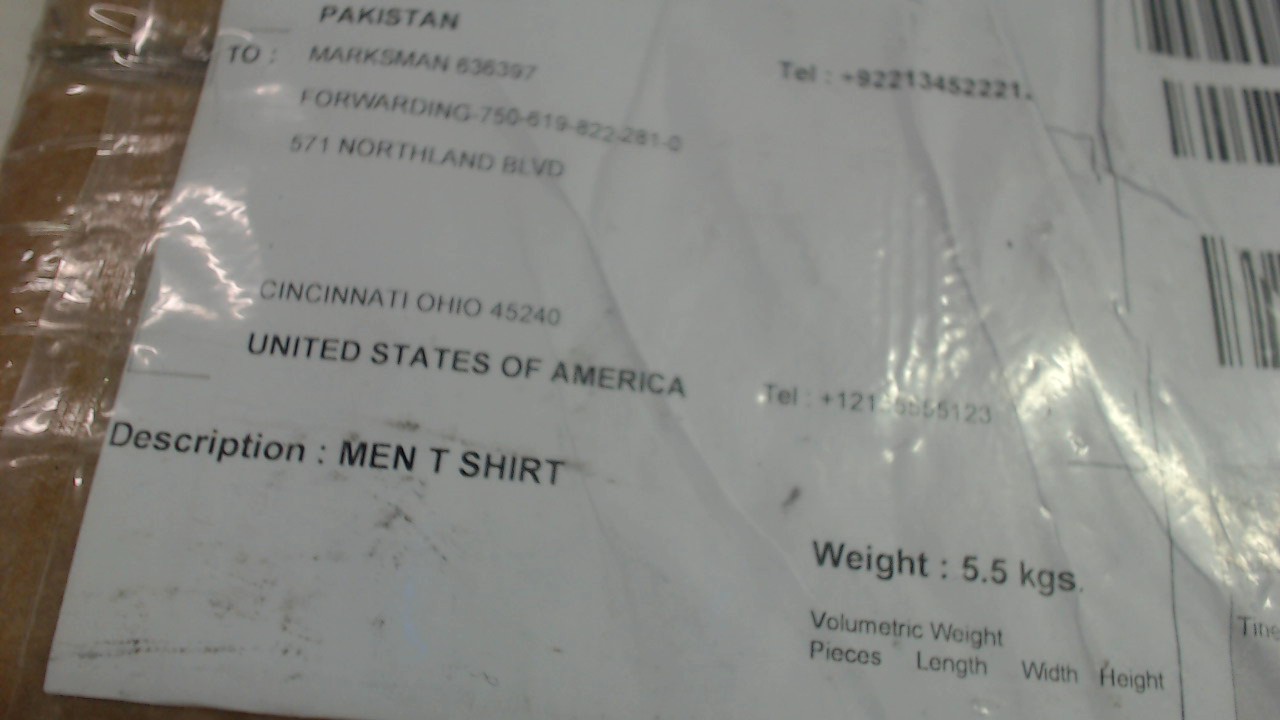 PAKISTAN
TO : MARKSMAN 636397
Tel : +92213452221.
FORWARDING-750-619-822-281-0
571 NORTHLAND BLVD
CINCINNATI OHIO 45240
UNITED STATES OF AMERICA
Tel :
Description : MEN T SHIRT
Weight : 5.5 kgs.
Volumetric Weight
Pieces Length Width Height